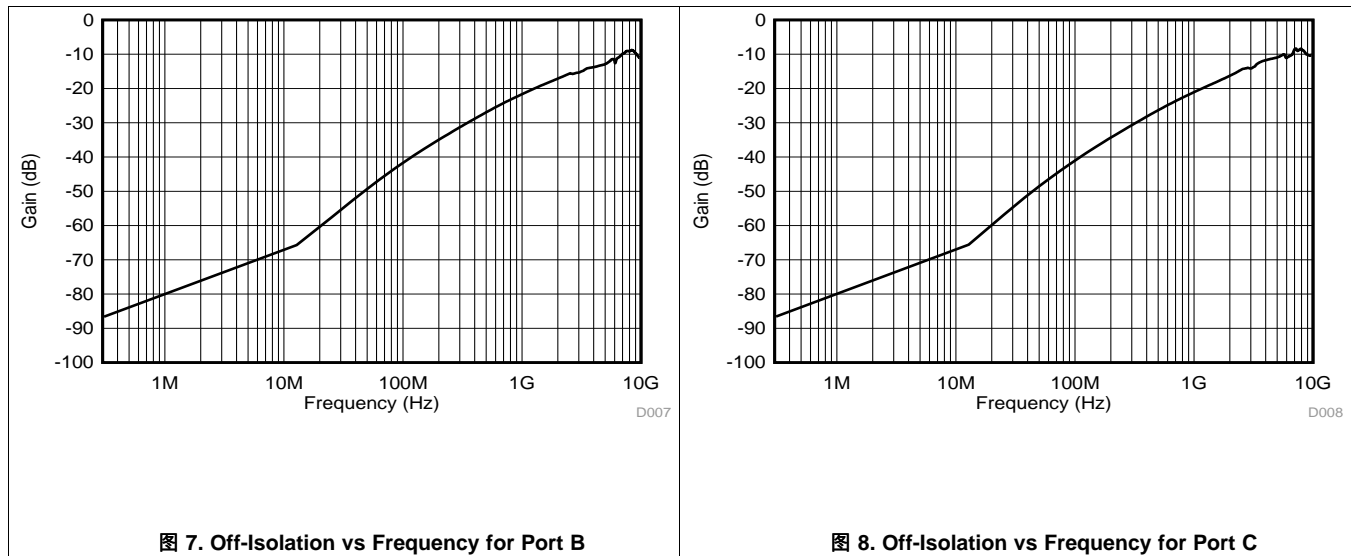 0
-10
-20
-30
-40
-50
-60
-70
-80
-90
-100
Gain (dB)
1M 10M 100M 1G 10G
Frequency (Hz)
D007
图 7. Off-Isolation vs Frequency for Port B
0
-10
-20
-30
-40
-50
-60
-70
-80
-90
-100
Gain (dB)
1M 10M 100M 1G 10G
Frequency (Hz)
D008
图 8. Off-Isolation vs Frequency for Port C